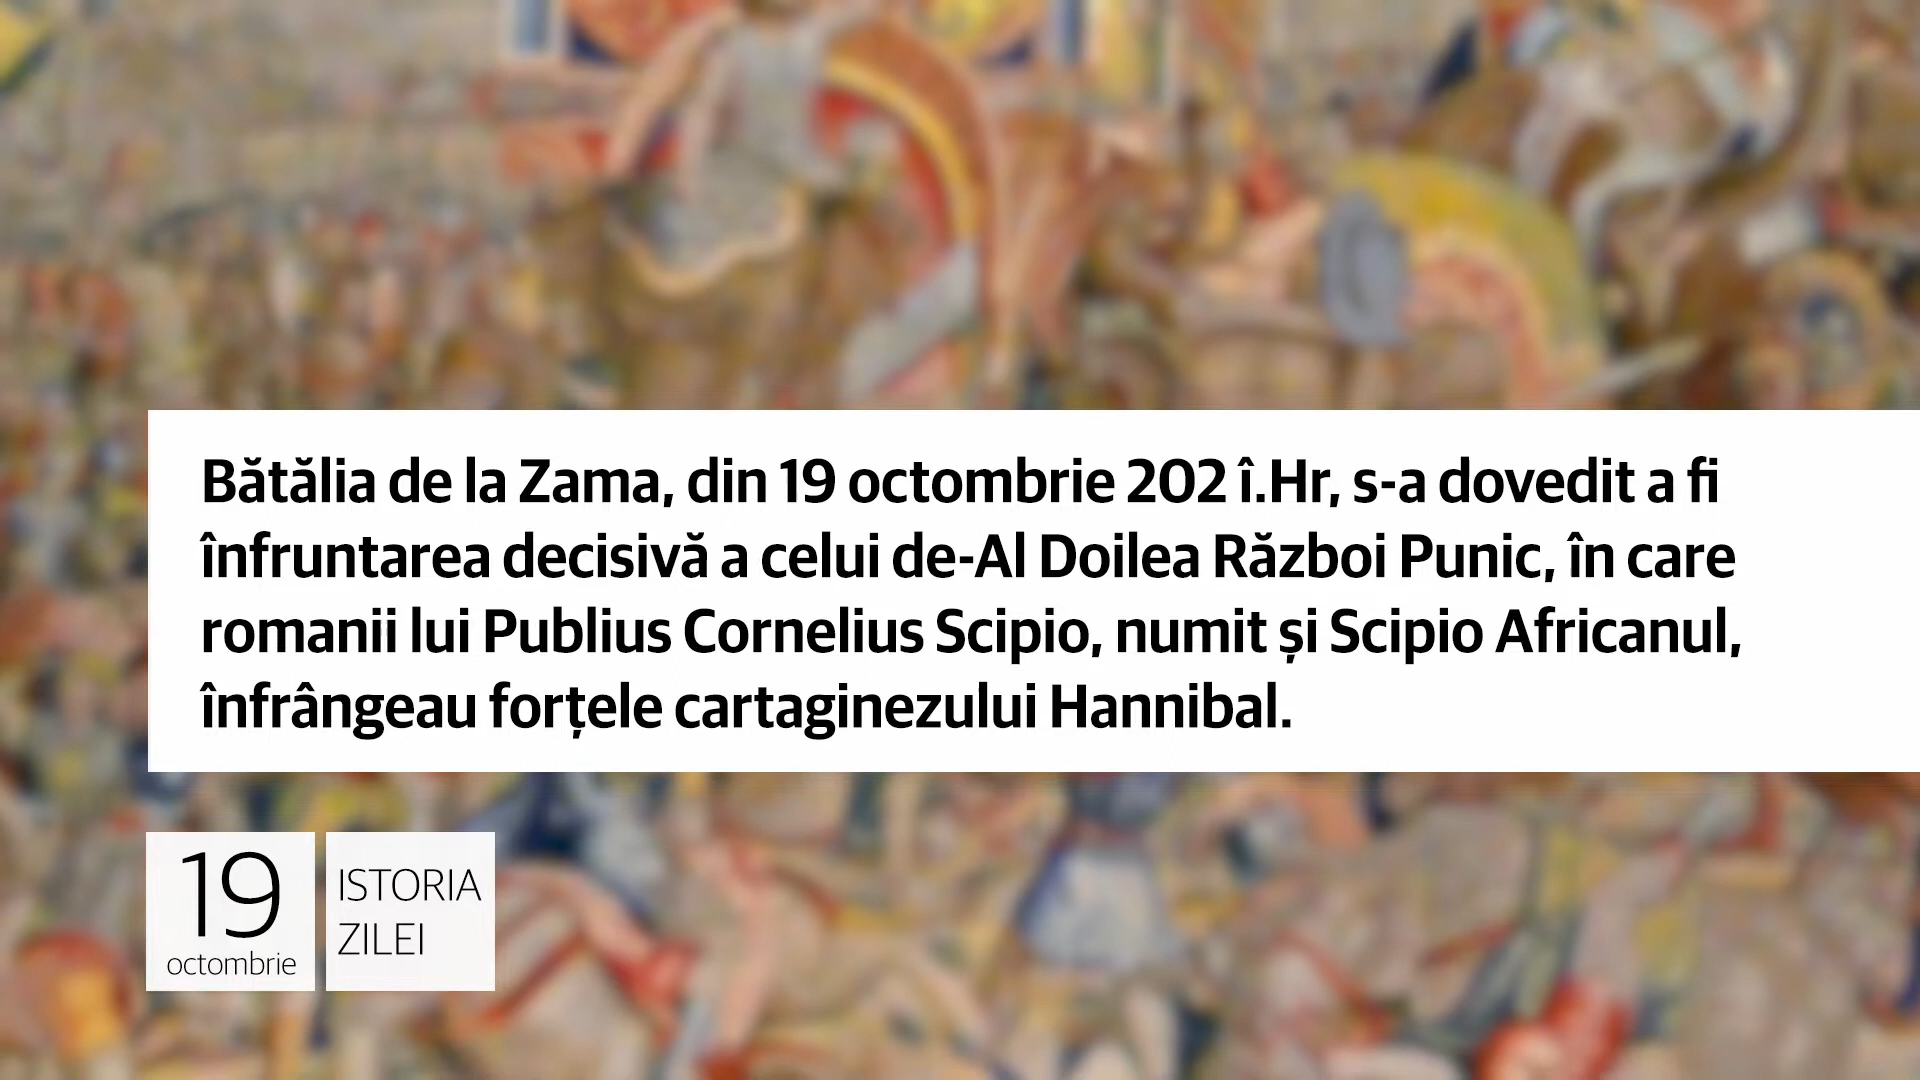 Bătălia de la Zama, din 19 octombrie 202 î.Hr, s-a dovedit a fi
înfruntarea decisivă a celui de-Al Doilea Război Punic, în care
romanii lui Publius Cornelius Scipio, numit și Scipio Africanul,
înfrângeau forțele cartaginezului Hannibal.
19
octombrie
ISTORIA
ZILEI